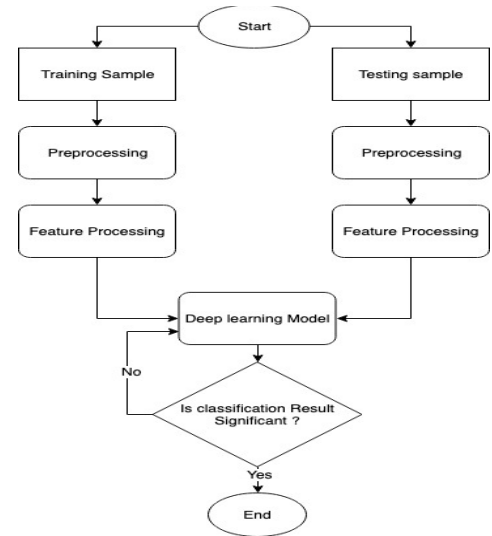 Start
Training Sample
Testing sample
Preprocessing
Preprocessing
Feature Processing
Feature Processing
Deep learning Model
No
Is classification Result
Significant ?
Yes
End